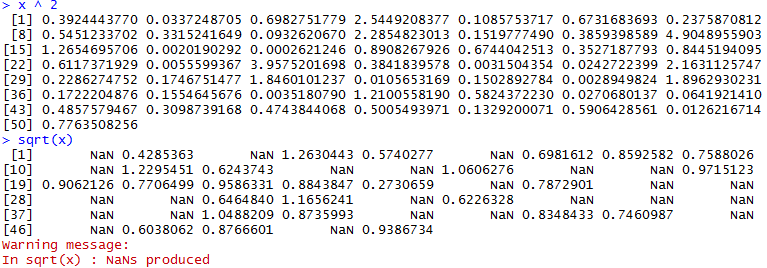 > x ^ 2
 [1] 0.3924443770 0.0337248705 0.6982751779 2.5449208377 0.1085753717 0.6731683693 0.2375870812
 [8] 0.5451233702 0.3315241649 0.0932620670 2.2854823013 0.1519777490 0.3859398589 4.9048955903
[15] 1.2654695706 0.0020190292 0.0002621246 0.8908267926 0.6744042513 0.3527187793 0.8445194095
[22] 0.6117371929 0.0055599367 3.9575201698 0.3841839578 0.0031504354 0.0242722399 2.1631125747
[29] 0.2286274752 0.1746751477 1.8460101237 0.0105653169 0.1502892784 0.0028949824 1.8962930231
[36] 0.1722204876 0.1554645676 0.0035180790 1.2100558190 0.5824372230 0.0270680137 0.0641921410
[43] 0.4857579467 0.3098739168 0.4743844068 0.5005493971 0.1329200071 0.5906428561 0.0126216714
[50] 0.7763508256
> sqrt(x)
 [1]       NaN 0.4285363       NaN 1.2630443 0.5740277       NaN 0.6981612 0.8592582 0.7588026
[10]       NaN 1.2295451 0.6243743       NaN       NaN 1.0606276       NaN       NaN 0.9715123
[19] 0.9062126 0.7706499 0.9586331 0.8843847 0.2730659       NaN 0.7872901       NaN       NaN
[28]       NaN       NaN 0.6464840 1.1656241       NaN 0.6226328       NaN       NaN       NaN
[37]       NaN       NaN 1.0488209 0.8735993       NaN       NaN 0.8348433 0.7460987       NaN
[46]       NaN 0.6038062 0.8766601       NaN 0.9386734
Warning message:
In sqrt(x) : NaNs produced